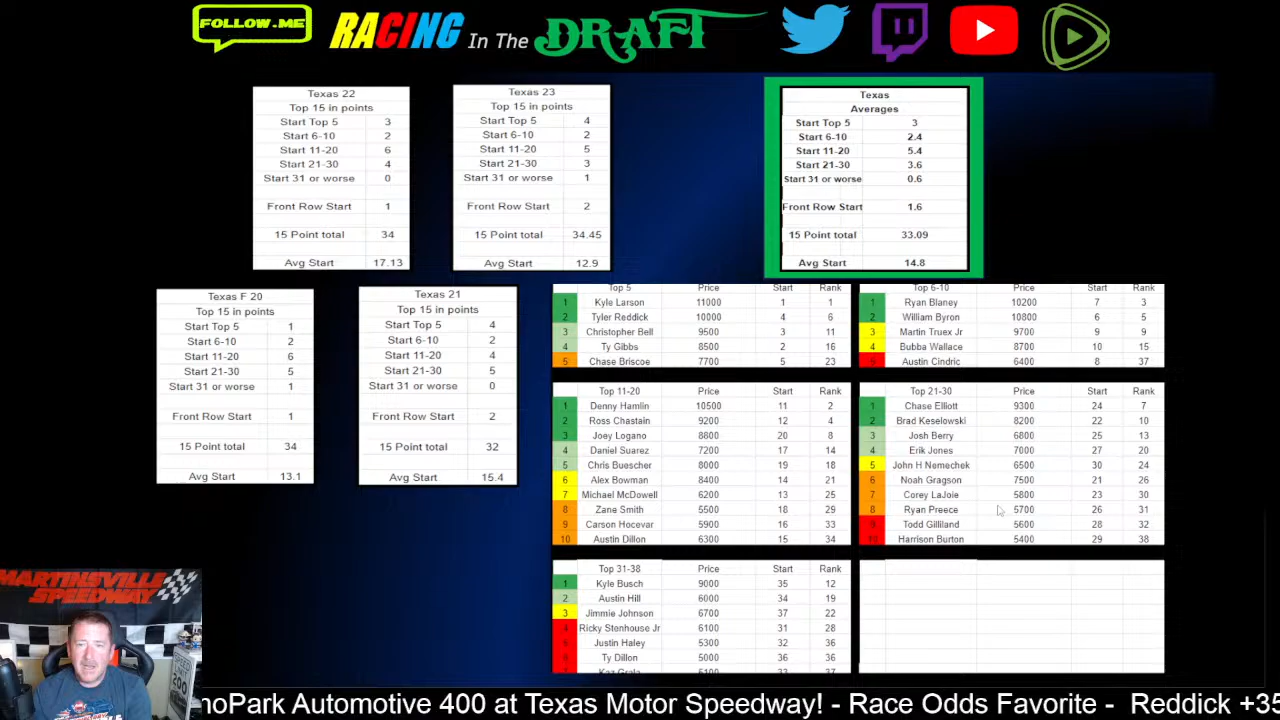 FOLLOW.ME
RACING In The DRAFT
Texas 22
Top 15 in points
Start Top 5 3
Start 6-10 2
Start 11-20 6
Start 21-30 4
Start 31 or worse 0
Front Row Start 1
15 Point total 34
Avg Start 17.13
Texas 23
Top 15 in points
Start Top 5 4
Start 6-10 2
Start 11-20 5
Start 21-30 3
Start 31 or worse 1
Front Row Start 2
15 Point total 34.45
Avg Start 12.9
Texas
Averages
Start Top 5 3
Start 6-10 2.4
Start 11-20 5.4
Start 21-30 3.6
Start 31 or worse 0.6
Front Row Start 1.6
15 Point total 33.09
Avg Start 14.8
Texas F 20
Top 15 in points
Start Top 5 1
Start 6-10 2
Start 11-20 6
Start 21-30 5
Start 31 or worse 1
Front Row Start 1
15 Point total 34
Avg Start 13.1
Texas 21
Top 15 in points
Start Top 5 4
Start 6-10 2
Start 11-20 4
Start 21-30 5
Start 31 or worse 0
Front Row Start 2
15 Point total 32
Avg Start 15.4
Top 5 Price Start Rank
1 Kyle Larson 11000 1 1
2 Tyler Reddick 10000 4 6
3 Christopher Bell 9500 3 11
4 Ty Gibbs 8500 2 16
5 Chase Briscoe 7700 5 23
Top 6-10 Price Start Rank
1 Ryan Blaney 10200 7 3
2 William Byron 10800 6 5
3 Martin Truex Jr 9700 9 9
4 Bubba Wallace 8700 10 15
5 Austin Cindric 6400 8 37
Top 11-20 Price Start Rank
1 Denny Hamlin 10500 11 2
2 Ross Chastain 9200 12 4
3 Joey Logano 8800 20 8
4 Daniel Suarez 7200 17 14
5 Chris Buescher 8000 19 18
6 Alex Bowman 8400 14 21
7 Michael McDowell 6200 13 25
8 Zane Smith 5500 18 29
9 Carson Hocevar 5900 16 33
10 Austin Dillon 6300 15 34
Top 21-30 Price Start Rank
1 Chase Elliott 9300 24 7
2 Brad Keselowski 8200 22 10
3 Josh Berry 6800 25 13
4 Erik Jones 7000 27 20
5 John H Nemechek 6500 30 24
6 Noah Gragson 7500 21 26
7 Corey LaJoie 5800 23 30
8 Ryan Preece 5700 26 31
9 Todd Gilliland 5600 28 32
10 Harrison Burton 5400 29 38
Top 31-38 Price Start Rank
1 Kyle Busch 9000 35 12
2 Austin Hill 6000 34 19
3 Jimmie Johnson 6700 37 22
4 Ricky Stenhouse Jr 6100 31 28
5 Justin Haley 5300 32 36
6 Ty Dillon 5000 36 36
7 Kaz Grala 5100 33 37
MARTINSVILLE
SPEEDWAY
noPark Automotive 400 at Texas Motor Speedway! - Race Odds Favorite - Reddick +35